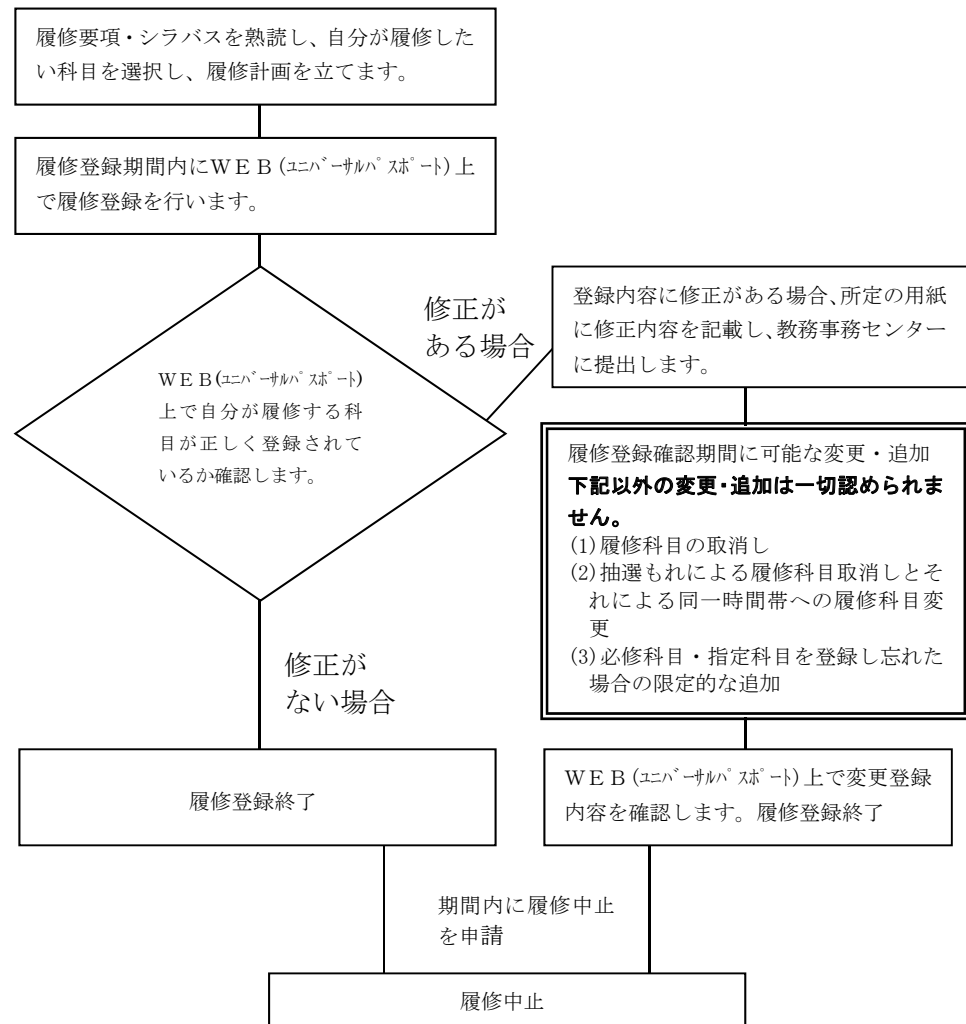 履修要項・シラバスを熟読し、自分が履修した
い科目を選択し、履修計画を立てます。
履修登録期間内にＷＥＢ(ﾕﾆﾊﾞｰｻﾙﾊﾟｽﾎﾟｰﾄ)上
で履修登録を行います。
ＷＥＢ(ﾕﾆﾊﾞｰｻﾙﾊﾟｽﾎﾟｰﾄ)
上で自分が履修する科
目が正しく登録されて
いるか確認します。
修正が
ある場合
登録内容に修正がある場合、所定の用紙
に修正内容を記載し、教務事務センター
に提出します。
履修登録確認期間に可能な変更・追加
下記以外の変更・追加は一切認められま
せん。
(1)履修科目の取消し
(2)抽選もれによる履修科目取消しとそ
れによる同一時間帯への履修科目変
更
(3)必修科目・指定科目を登録し忘れた
場合の限定的な追加
修正が
ない場合
履修登録終了
ＷＥＢ(ﾕﾆﾊﾞｰｻﾙﾊﾟｽﾎﾟｰﾄ)上で変更登録
内容を確認します。履修登録終了
期間内に履修中止
を申請
履修中止